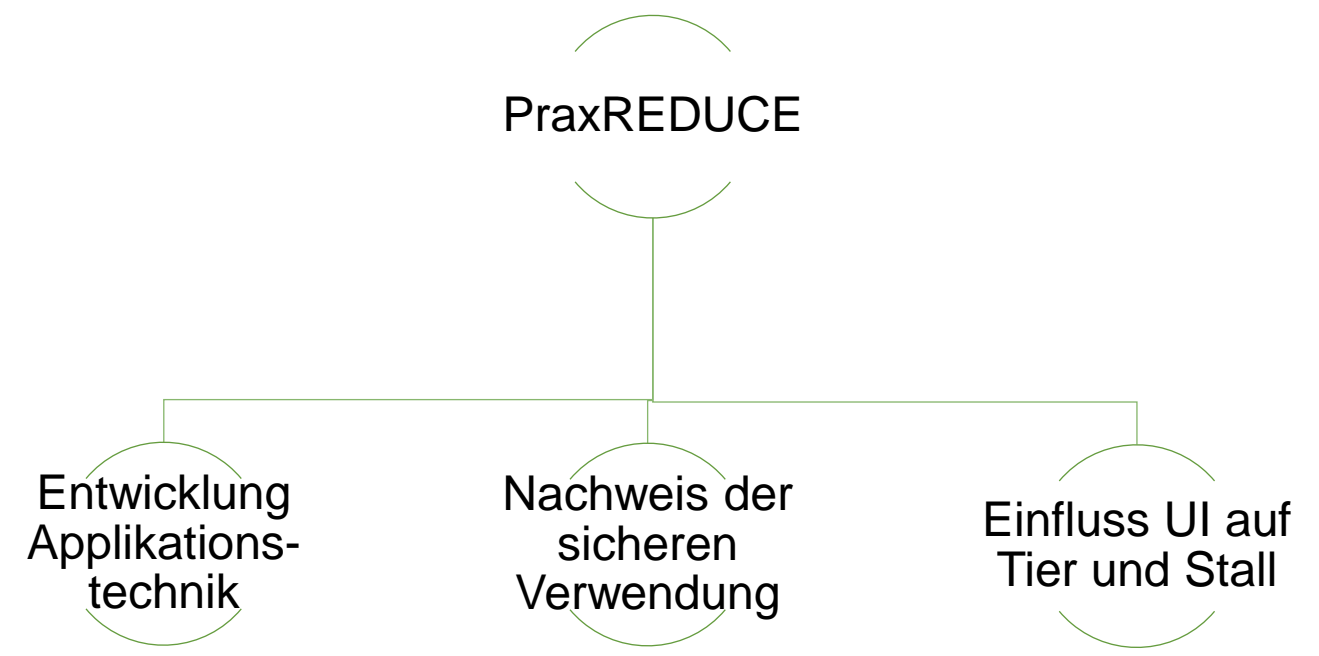 PraxREDUCE
Entwicklung
Applikations-
technik
Nachweis der
sicheren
Verwendung
Einfluss UI auf
Tier und Stall